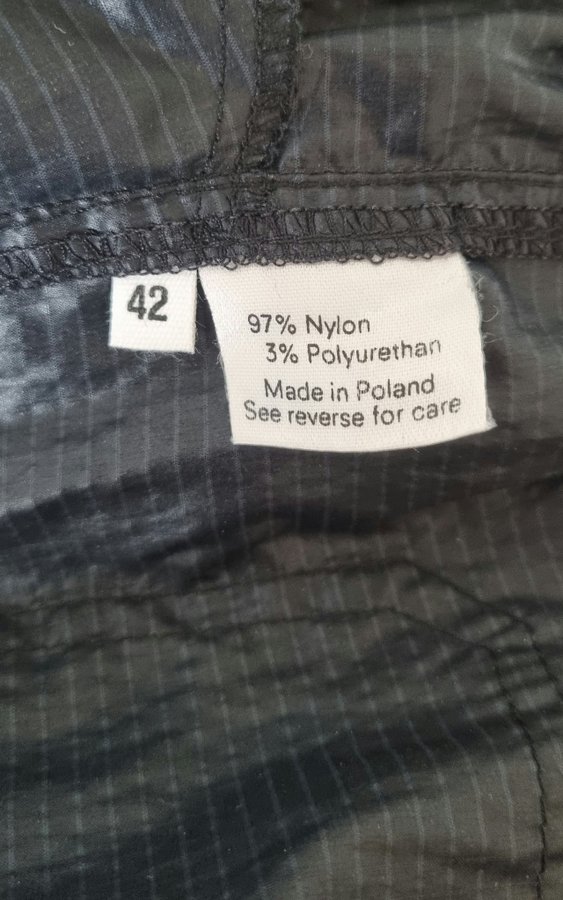 42
97% Nylon
3% Polyurethan
Made in Poland
See reverse for care